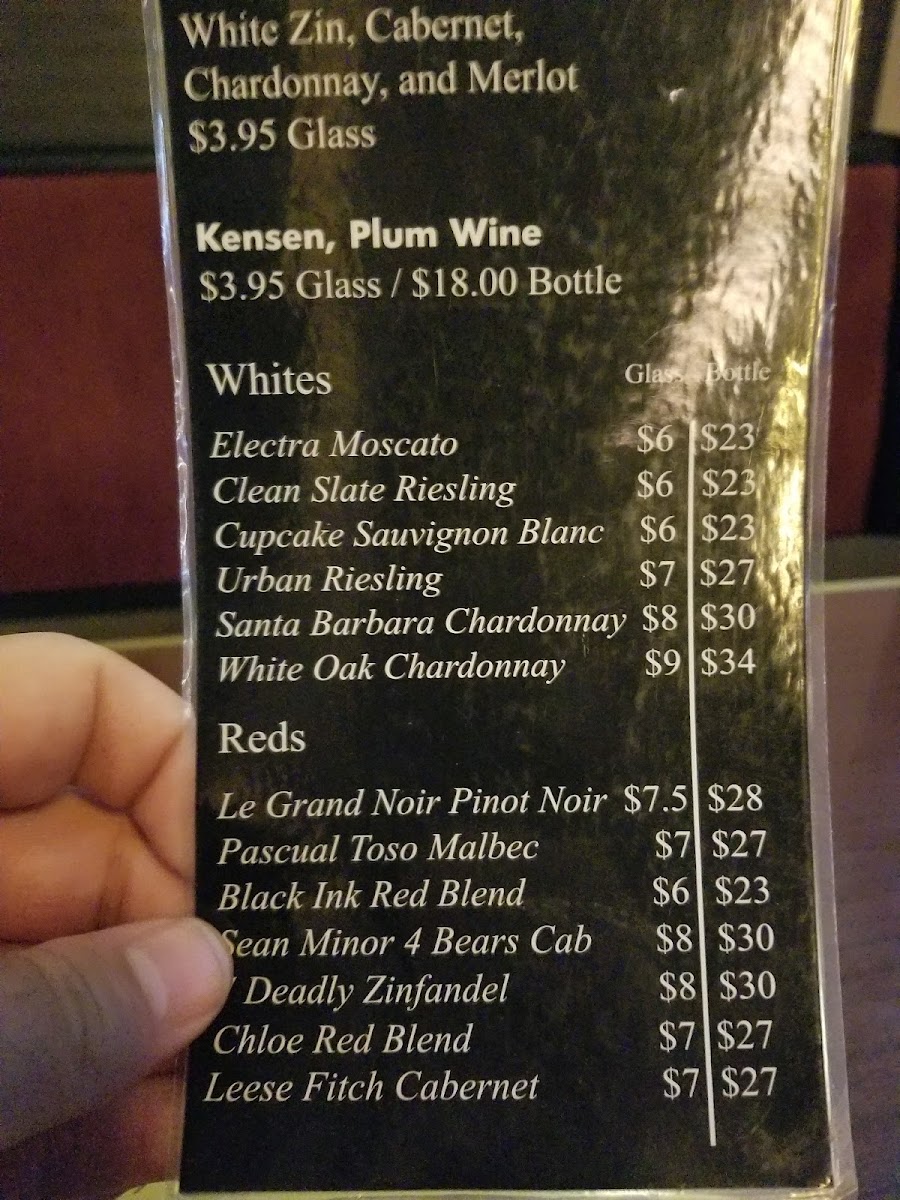 White Zin, Cabernet,
Chardonnay, and Merlot
$3.95 Glass
Kensen, Plum Wine
$3.95 Glass / $18.00 Bottle
Whites Glass Bottle
Electra Moscato $6 $23
Clean Slate Riesling $6 $23
Cupcake Sauvignon Blanc $6 $23
Urban Riesling $7 $27
Santa Barbara Chardonnay $8 $30
White Oak Chardonnay $9 $34
Reds
Le Grand Noir Pinot Noir $7.5 $28
Pascual Toso Malbec $7 $27
Black Ink Red Blend $6 $23
Sean Minor 4 Bears Cab $8 $30
Deadly Zinfandel $8 $30
Chloe Red Blend $7 $27
Leese Fitch Cabernet $7 $27